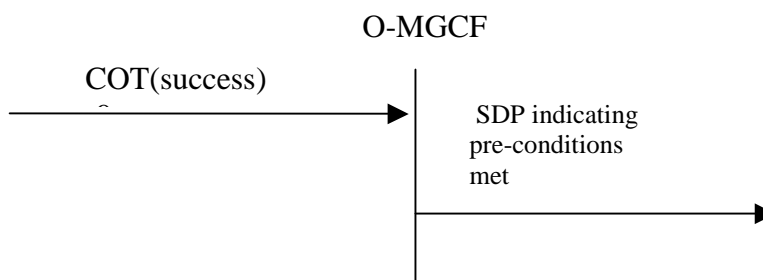 O-MGCF
COT(success)
SDP indicating
pre-conditions
met